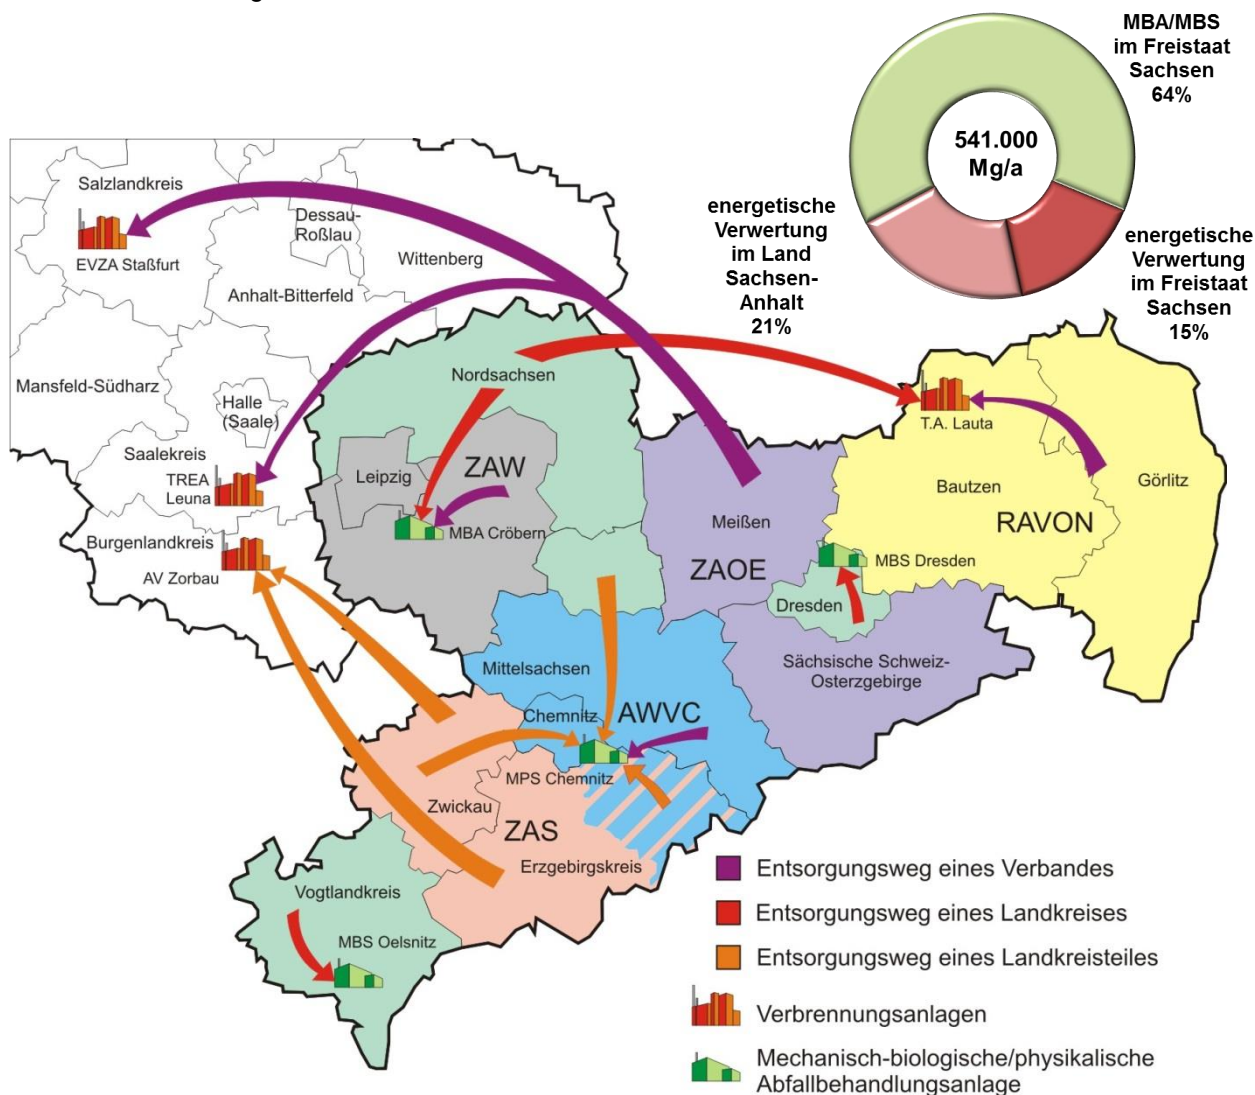 MBA/MBS
im Freistaat
Sachsen
64%
541.000
Mg/a
energetische
Verwertung
im Land
Sachsen-
Anhalt
21%
energetische
Verwertung
im Freistaat
Sachsen
15%
Salzlandkreis
EVZA Staßfurt
Dessau-
Roßlau
Wittenberg
Anhalt-Bitterfeld
Mansfeld-Südharz
Halle
(Saale)
Saalekreis
TREA
Leuna
Burgenlandkreis
AV Zorbau
Nordsachsen
Leipzig
ZAW
MBA Cröbern
T.A. Lauta
Bautzen
Görlitz
RAVON
Meißen
ZAOE
MBS Dresden
Dresden
Sächsische Schweiz-
Osterzgebirge
Mittelsachsen
Chemnitz
AWVC
MPS Chemnitz
Zwickau
ZAS
Erzgebirgskreis
Vogtlandkreis
MBS Oelsnitz
Entsorgungsweg eines Verbandes
Entsorgungsweg eines Landkreises
Entsorgungsweg eines Landkreisteiles
Verbrennungsanlagen
Mechanisch-biologische/physikalische
Abfallbehandlungsanlage